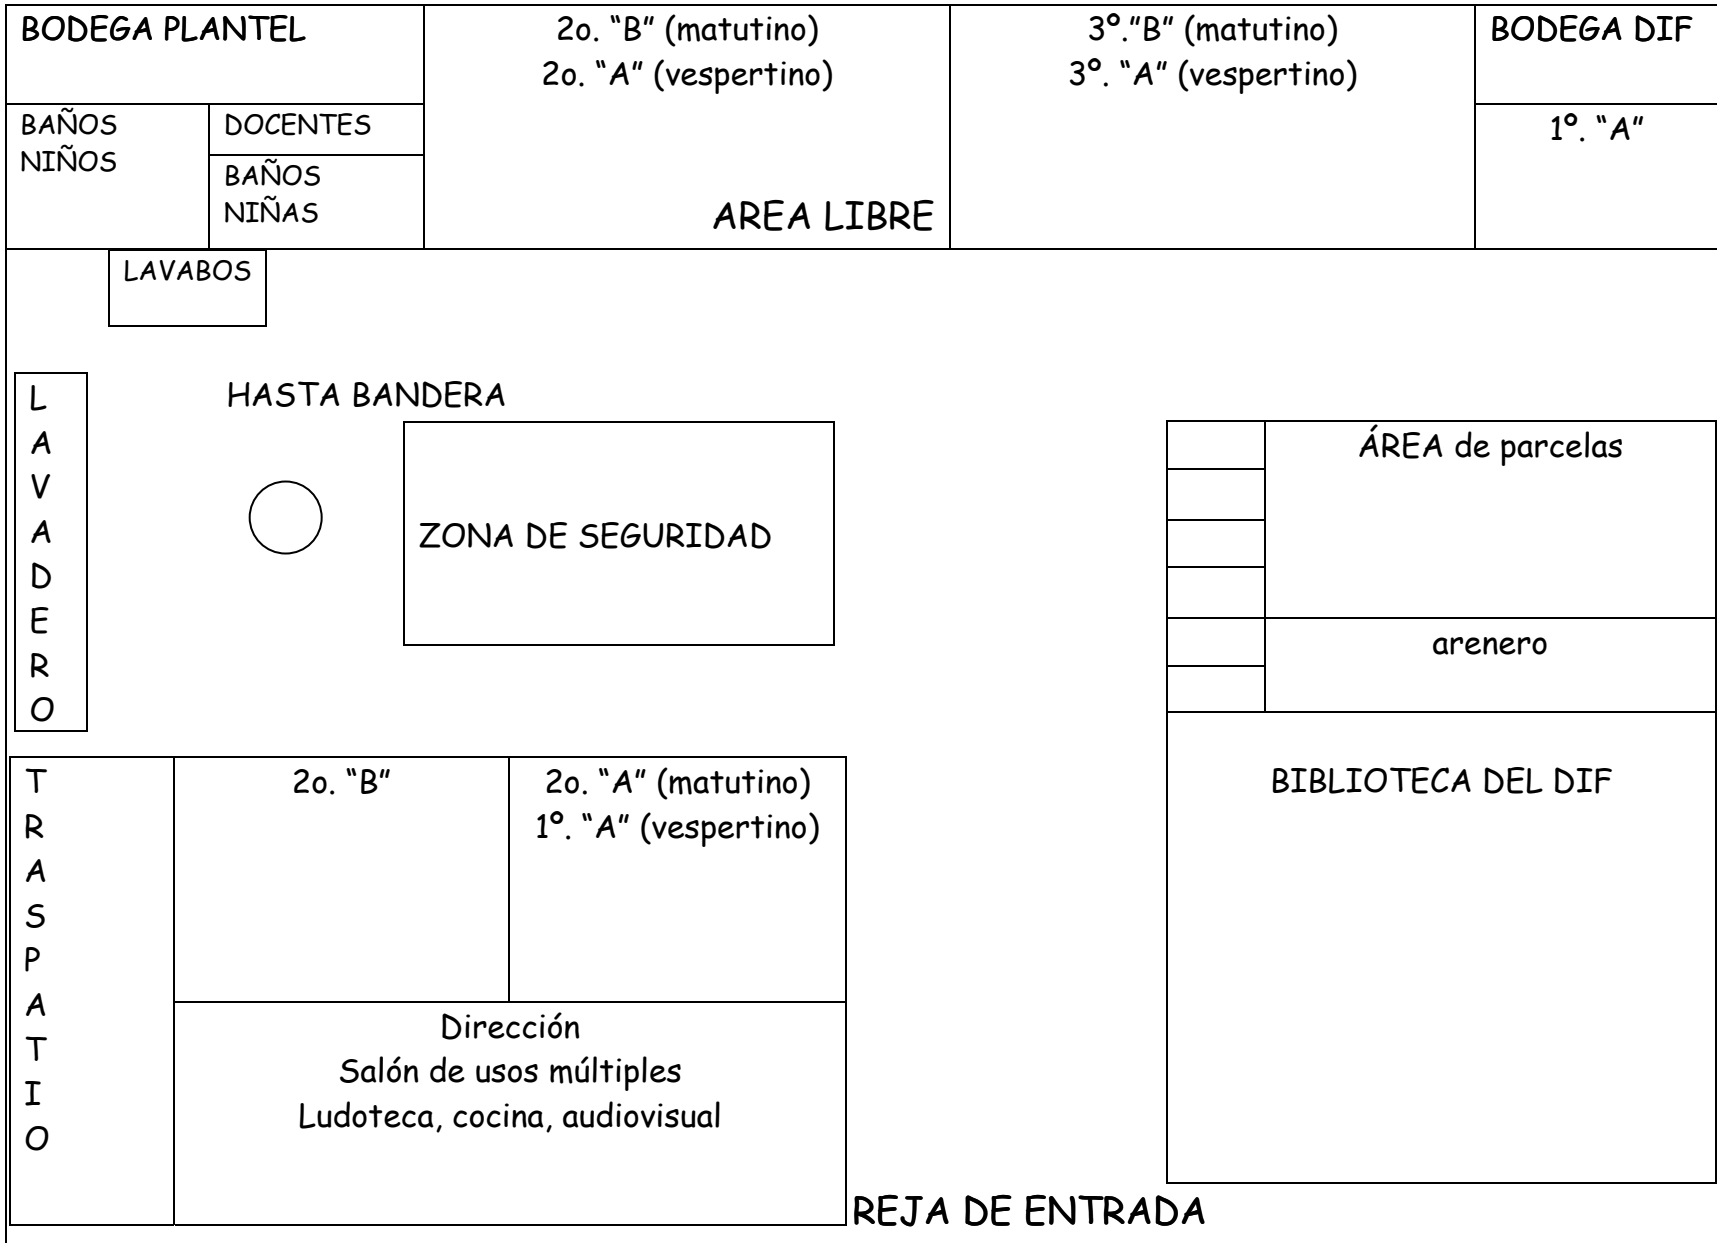 BODEGA PLANTEL
2o. “B” (matutino)
2o. “A” (vespertino)
3º.”B” (matutino)
3º. “A” (vespertino)
BODEGA DIF
BAÑOS
NIÑOS
DOCENTES
BAÑOS
NIÑAS
AREA LIBRE
1º. “A”
LAVABOS
LAVADERO
HASTA BANDERA
ZONA DE SEGURIDAD
ÁREA de parcelas
arenero
BIBLIOTECA DEL DIF
TRASPATIO
2o. “B”
2o. “A” (matutino)
1º. “A” (vespertino)
Dirección
Salón de usos múltiples
Ludoteca, cocina, audiovisual
REJA DE ENTRADA